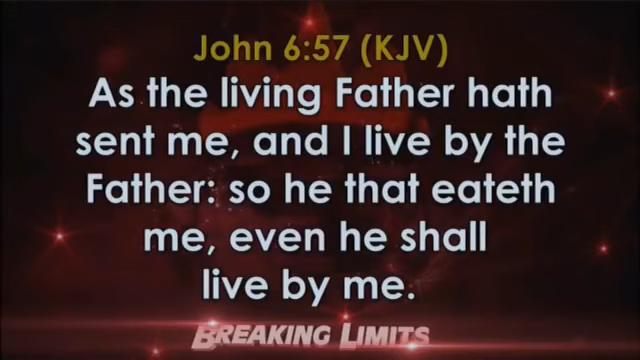 John 6:57 (KJV)
As the living Father hath
sent me, and I live by the
Father: so he that eateth
me, even he shall
live by me.
BREAKING LIMITS